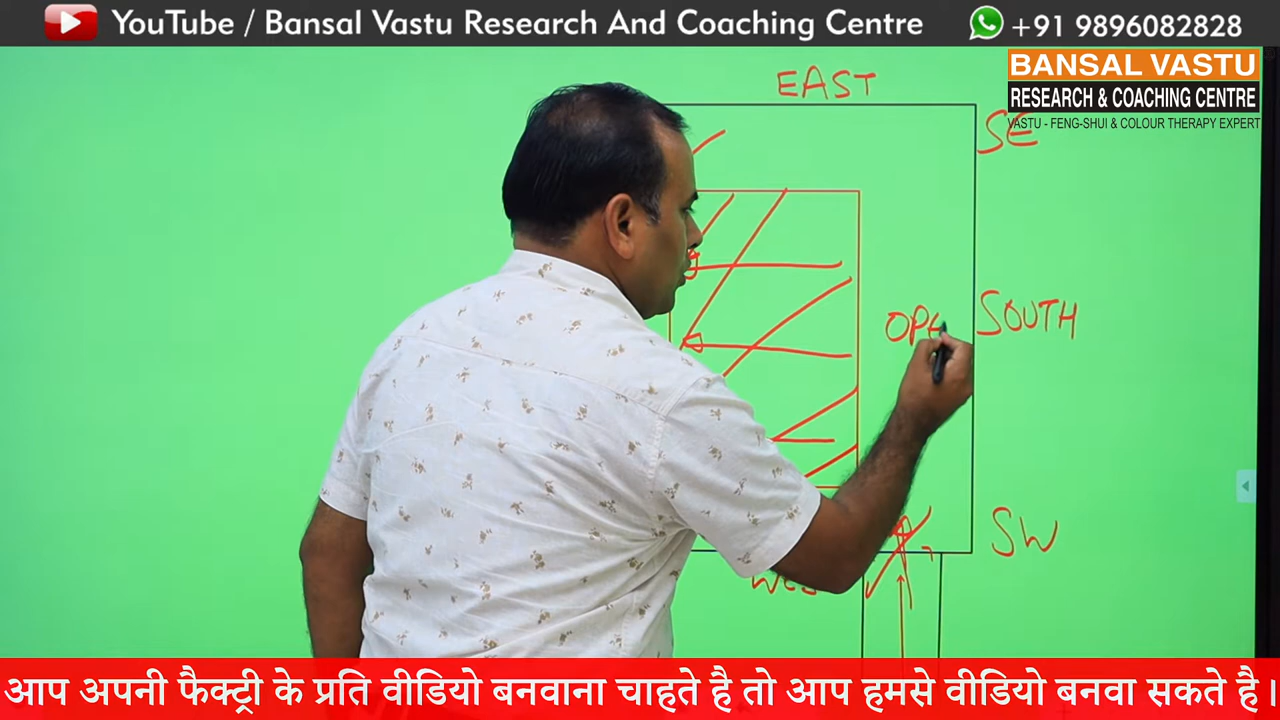 YouTube / Bansal Vastu Research And Coaching Centre
+91 9896082828
BANSAL VASTU
RESEARCH & COACHING CENTRE
VASTU - FENG-SHUI & COLOUR THERAPY EXPERT
EAST
SE
SOUTH
SW
आप अपनी फैक्ट्री के प्रति वीडियो बनवाना चाहते है तो आप हमसे वीडियो बनवा सकते है।